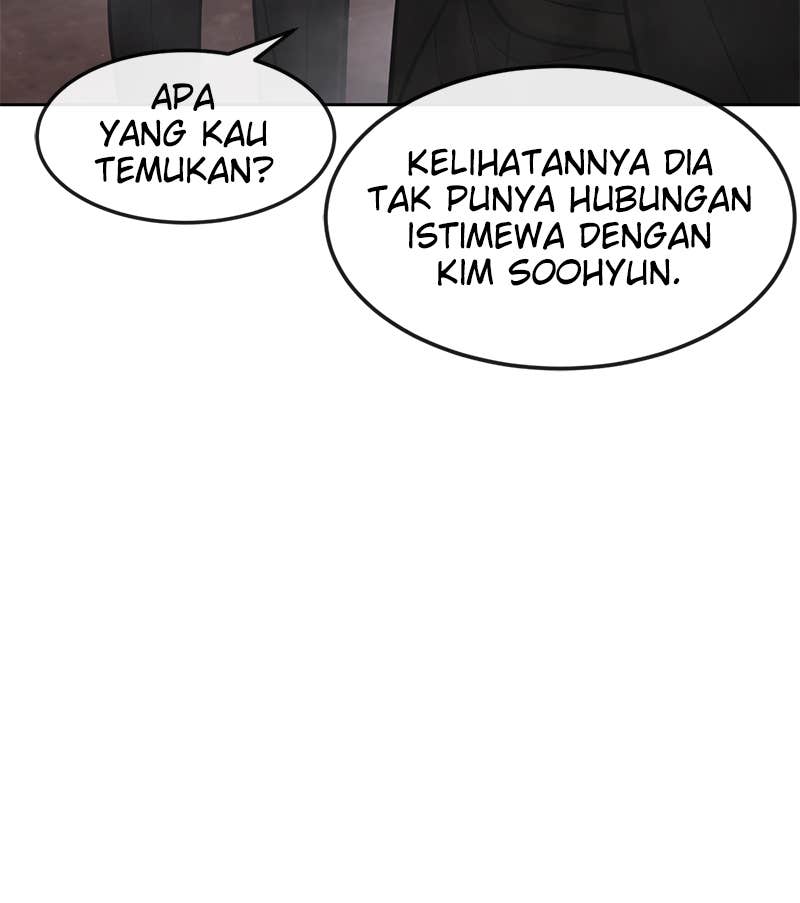 APA
YANG KAU
TEMUKAN?
KELIHATANNYA DIA
TAK PUNYA HUBUNGAN
ISTIMEWA DENGAN
KIM SOOHYUN.